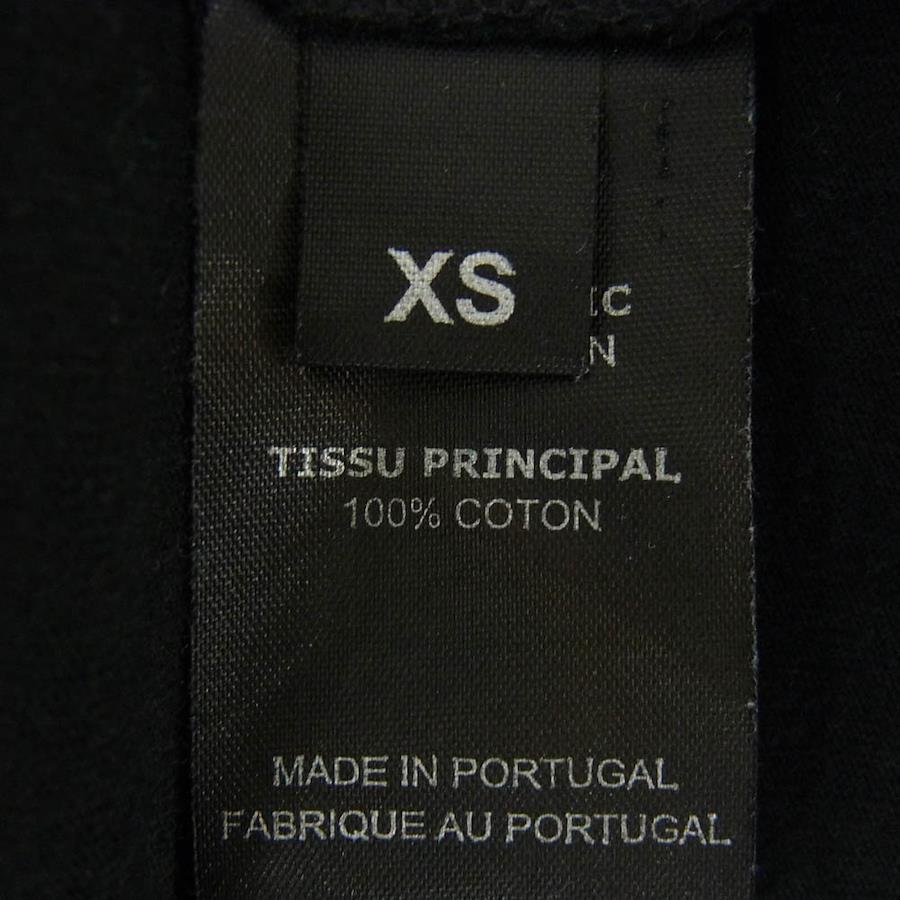 XS
TISSU PRINCIPAL
100% COTON
MADE IN PORTUGAL
FABRIQUE AU PORTUGAL